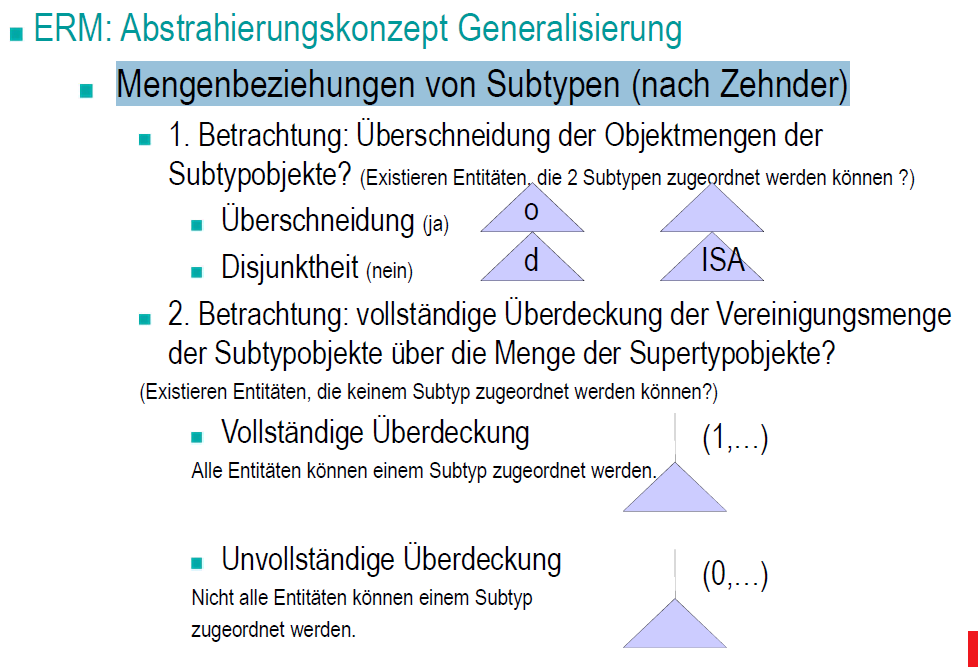 ERM: Abstrahierungskonzept Generalisierung
Mengenbeziehungen von Subtypen (nach Zehnder)
1. Betrachtung: Überschneidung der Objektmengen der
Subtypobjekte? (Existieren Entitäten, die 2 Subtypen zugeordnet werden können ?)
Überschneidung (ja) o
Disjunktheit (nein) d ISA
2. Betrachtung: vollständige Überdeckung der Vereinigungsmenge
der Subtypobjekte über die Menge der Supertypobjekte?
(Existieren Entitäten, die keinem Subtyp zugeordnet werden können?)
Vollständige Überdeckung (1,…)
Alle Entitäten können einem Subtyp zugeordnet werden.
Unvollständige Überdeckung (0,…)
Nicht alle Entitäten können einem Subtyp
zugeordnet werden.